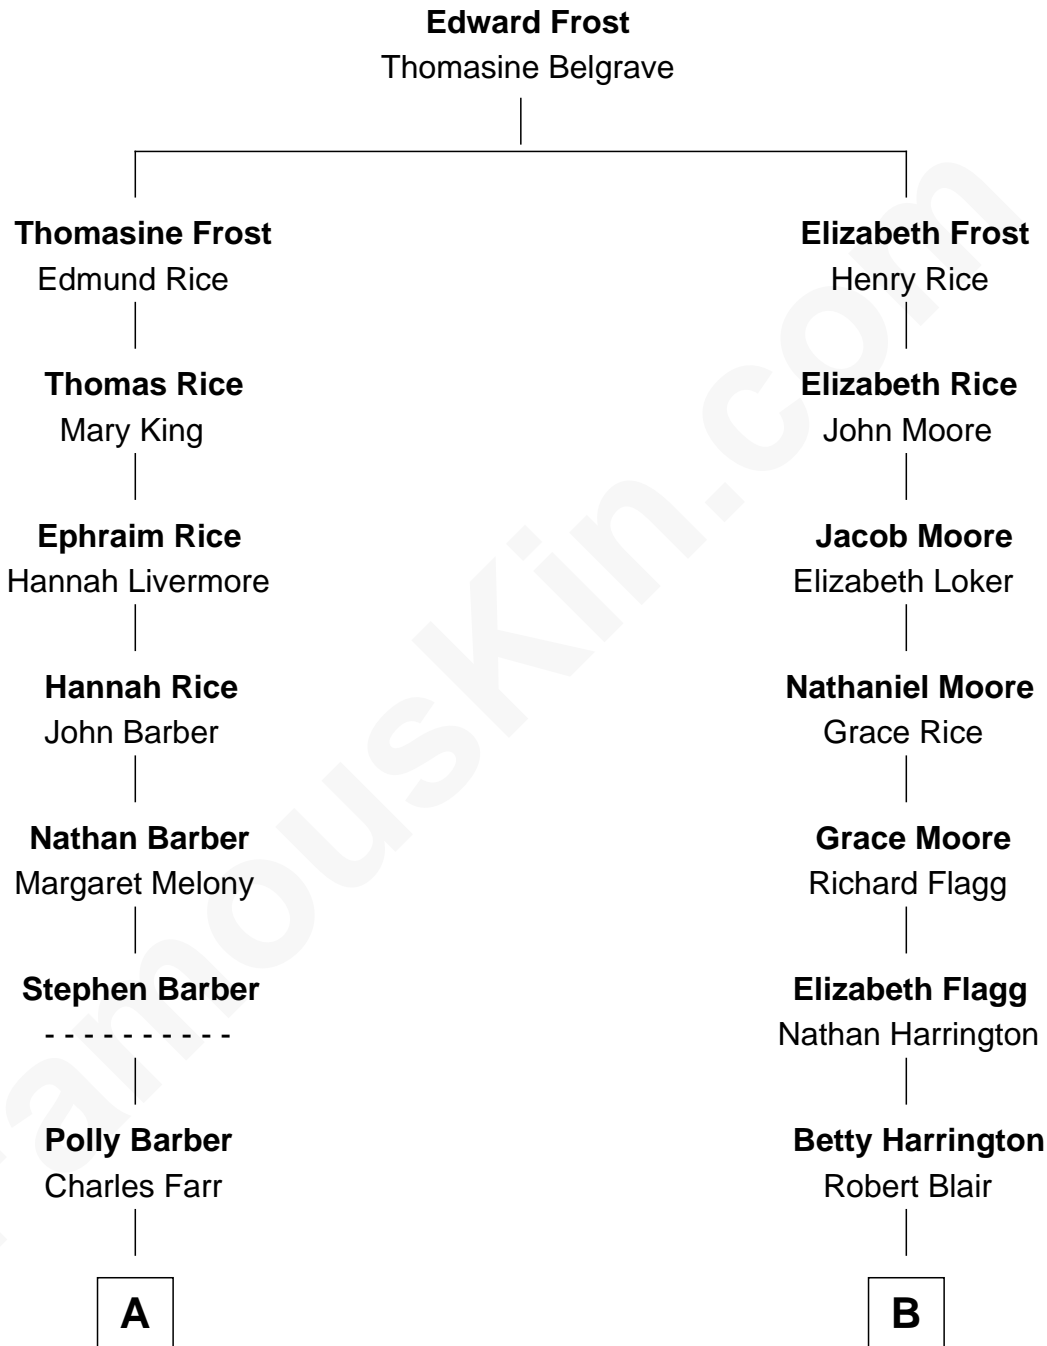 Edward Frost
Thomasine Belgrave
Thomasine Frost
Edmund Rice
Elizabeth Frost
Henry Rice
Thomas Rice
Mary King
Elizabeth Rice
John Moore
Ephraim Rice
Hannah Livermore
Jacob Moore
Elizabeth Loker
Hannah Rice
John Barber
Nathaniel Moore
Grace Rice
Nathan Barber
Margaret Melony
Grace Moore
Richard Flagg
Stephen Barber
- - - - - - - - - -
Elizabeth Flagg
Nathan Harrington
Polly Barber
Charles Farr
Betty Harrington
Robert Blair
A
B
FamousKin.com